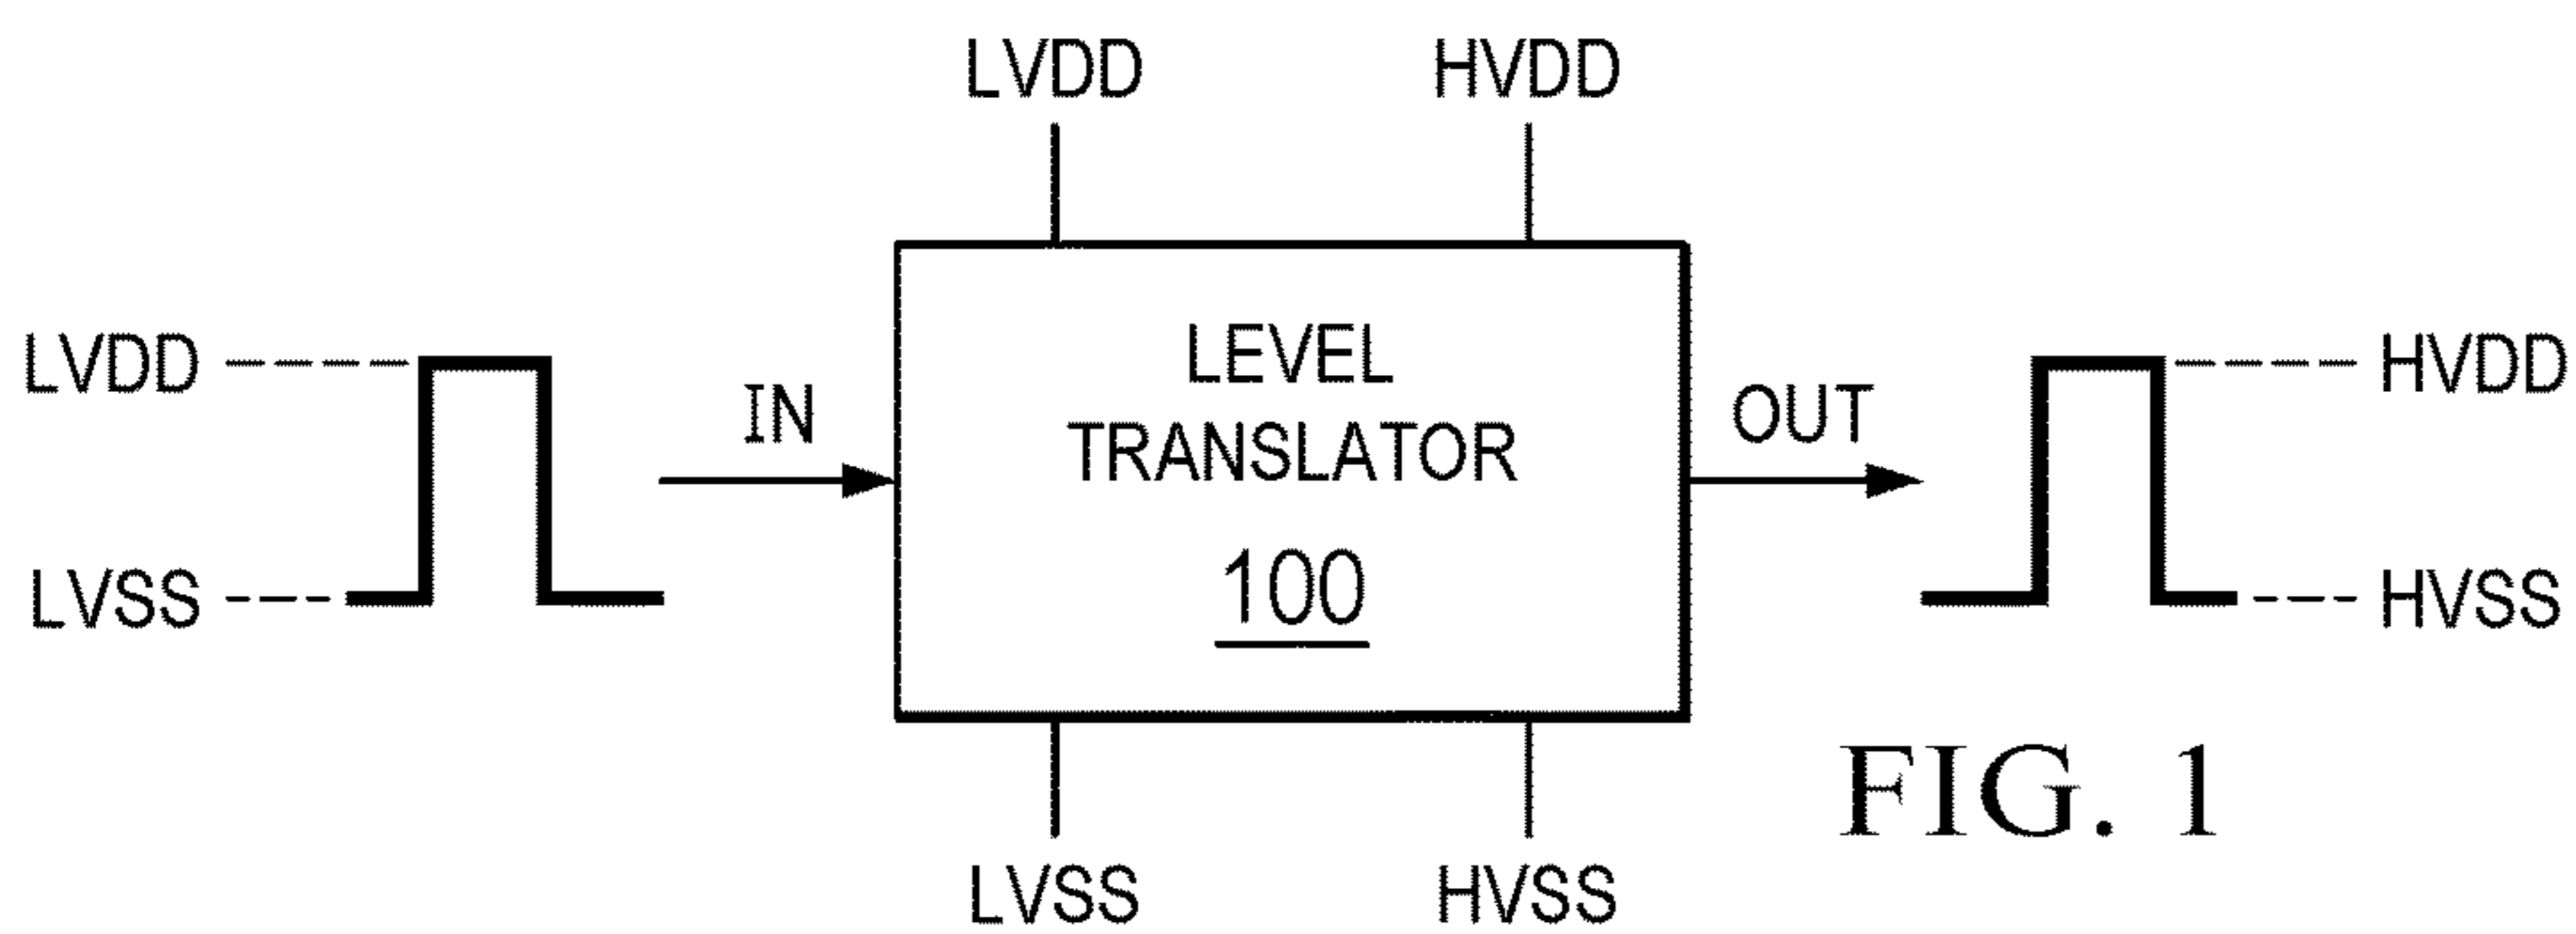 LVDD HVDD
LVDD IN LEVEL TRANSLATOR 100 OUT HVDD
LVSS HVSS
LVSS HVSS
FIG. 1